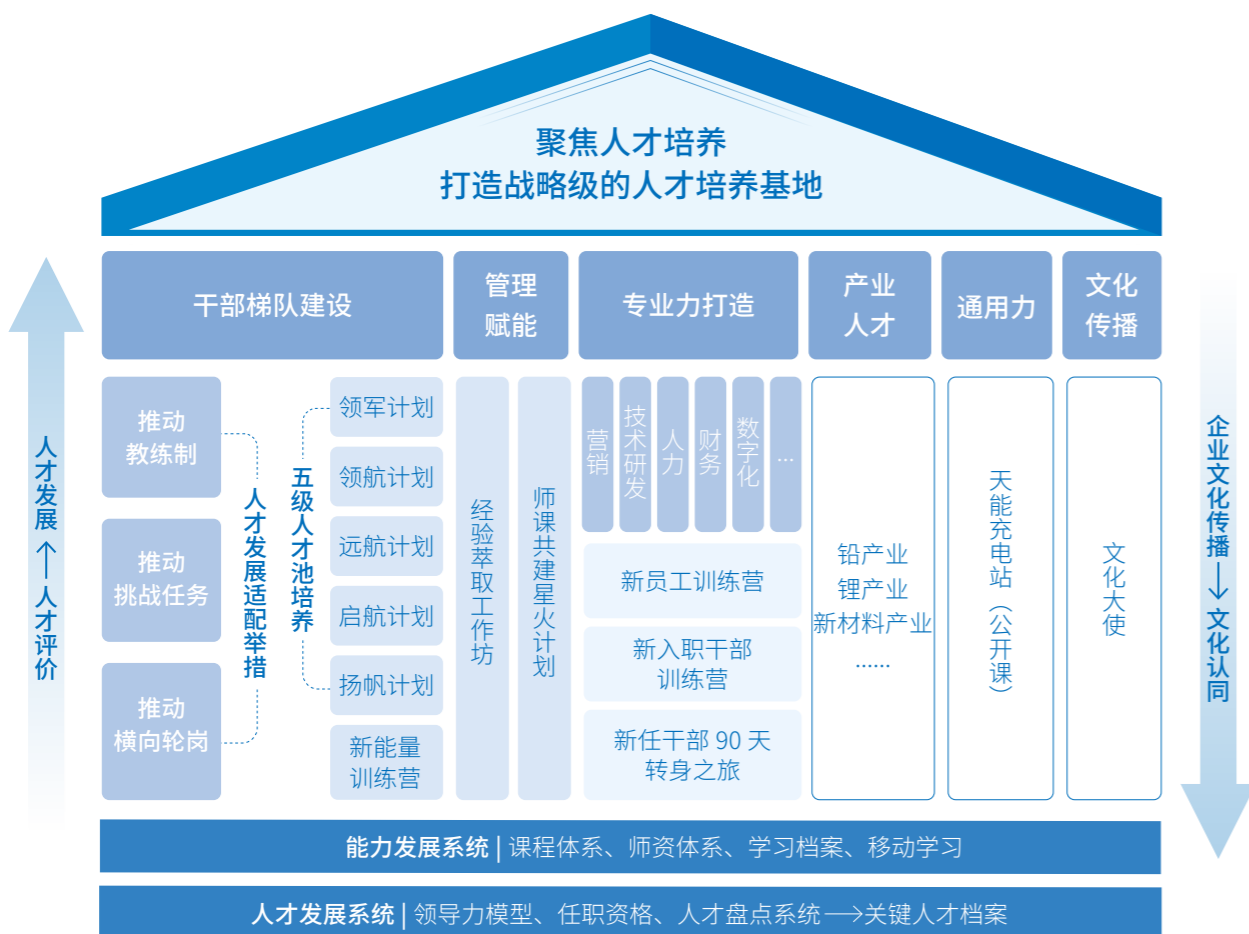 聚焦人才培养
打造战略级的人才培养基地
干部梯队建设
管理
赋能
专业力打造
产业
人才
通用力
文化
传播
人才发展←人才评价
推动
教练制
推动
挑战任务
推动
横向轮岗
人才发展适配举措
五级人才池培养
领军计划
领航计划
远航计划
启航计划
扬帆计划
新能量
训练营
经验萃取工作坊
师课共建星火计划
营销
技术研发
人力
财务
数字化
...
新员工训练营
新入职干部
训练营
新任干部 90 天
转身之旅
铅产业
锂产业
新材料产业
······
天能充电站（公开课）
文化大使
企业文化传播→文化认同
能力发展系统 | 课程体系、师资体系、学习档案、移动学习
人才发展系统 | 领导力模型、任职资格、人才盘点系统→关键人才档案